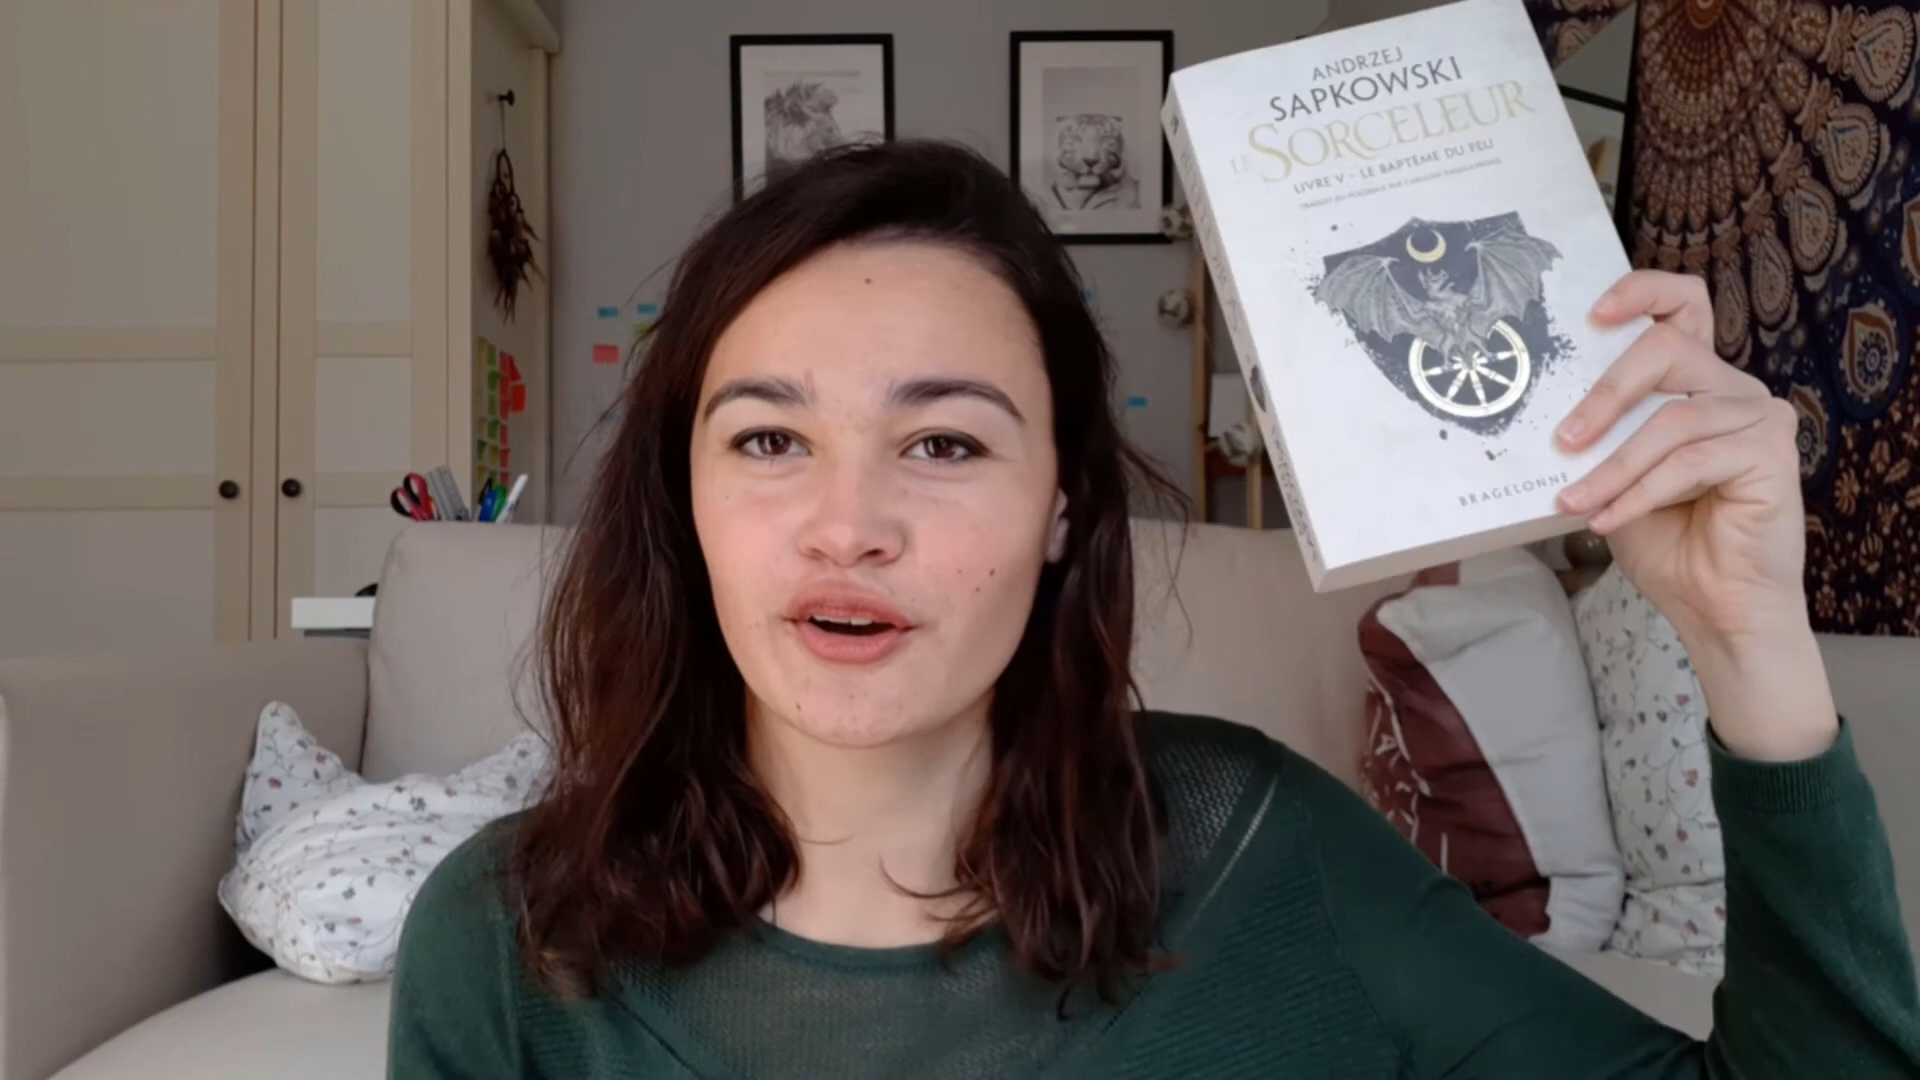 ANDRZEJ
SAPKOWSKI
LE SORCELEUR
LIVRE V - LE BAPTÊME DU FEU
BRAGELONNE